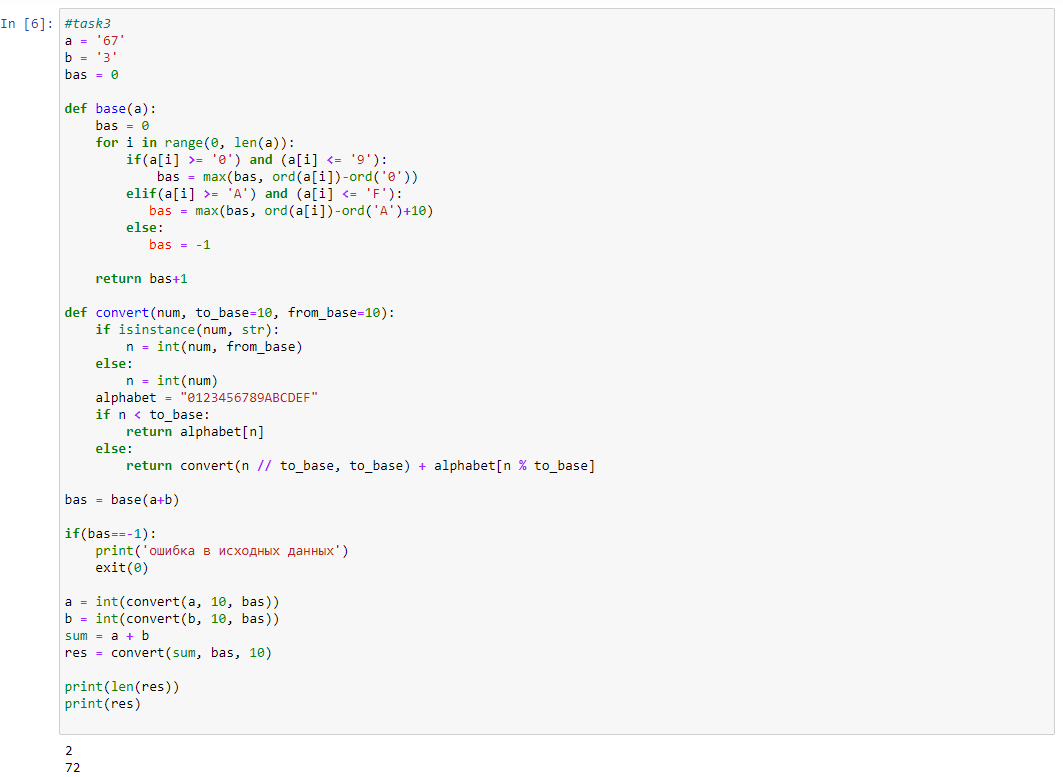 In [6]: #task3
a = '67'
b = '3'
bas = 0

def base(a):
    bas = 0
    for i in range(0, len(a)):
        if(a[i] >= '0') and (a[i] <= '9'):
            bas = max(bas, ord(a[i])-ord('0'))
        elif(a[i] >= 'A') and (a[i] <= 'F'):
           bas = max(bas, ord(a[i])-ord('A')+10)
        else:
           bas = -1

    return bas+1

def convert(num, to_base=10, from_base=10):
    if isinstance(num, str):
        n = int(num, from_base)
    else:
        n = int(num)
    alphabet = "0123456789ABCDEF"
    if n < to_base:
        return alphabet[n]
    else:
        return convert(n // to_base, to_base) + alphabet[n % to_base]

bas = base(a+b)

if(bas==-1):
    print('ошибка в исходных данных')
    exit(0)

a = int(convert(a, 10, bas))
b = int(convert(b, 10, bas))
sum = a + b
res = convert(sum, bas, 10)

print(len(res))
print(res)

2
72